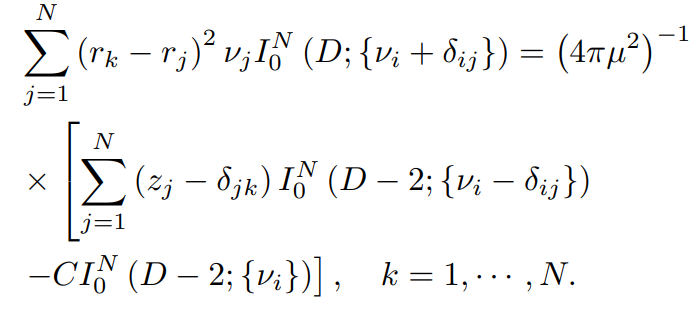 \sum_{j=1}^{N} (r_k - r_j)^2 \nu_j I_0^N (D; \{\nu_i + \delta_{ij}\}) = (4\pi\mu^2)^{-1}
\times \left[ \sum_{j=1}^{N} (z_j - \delta_{jk}) I_0^N (D - 2; \{\nu_i - \delta_{ij}\}) \right.
\left. -C I_0^N (D - 2; \{\nu_i\}) \right], \quad k = 1, \cdots, N.